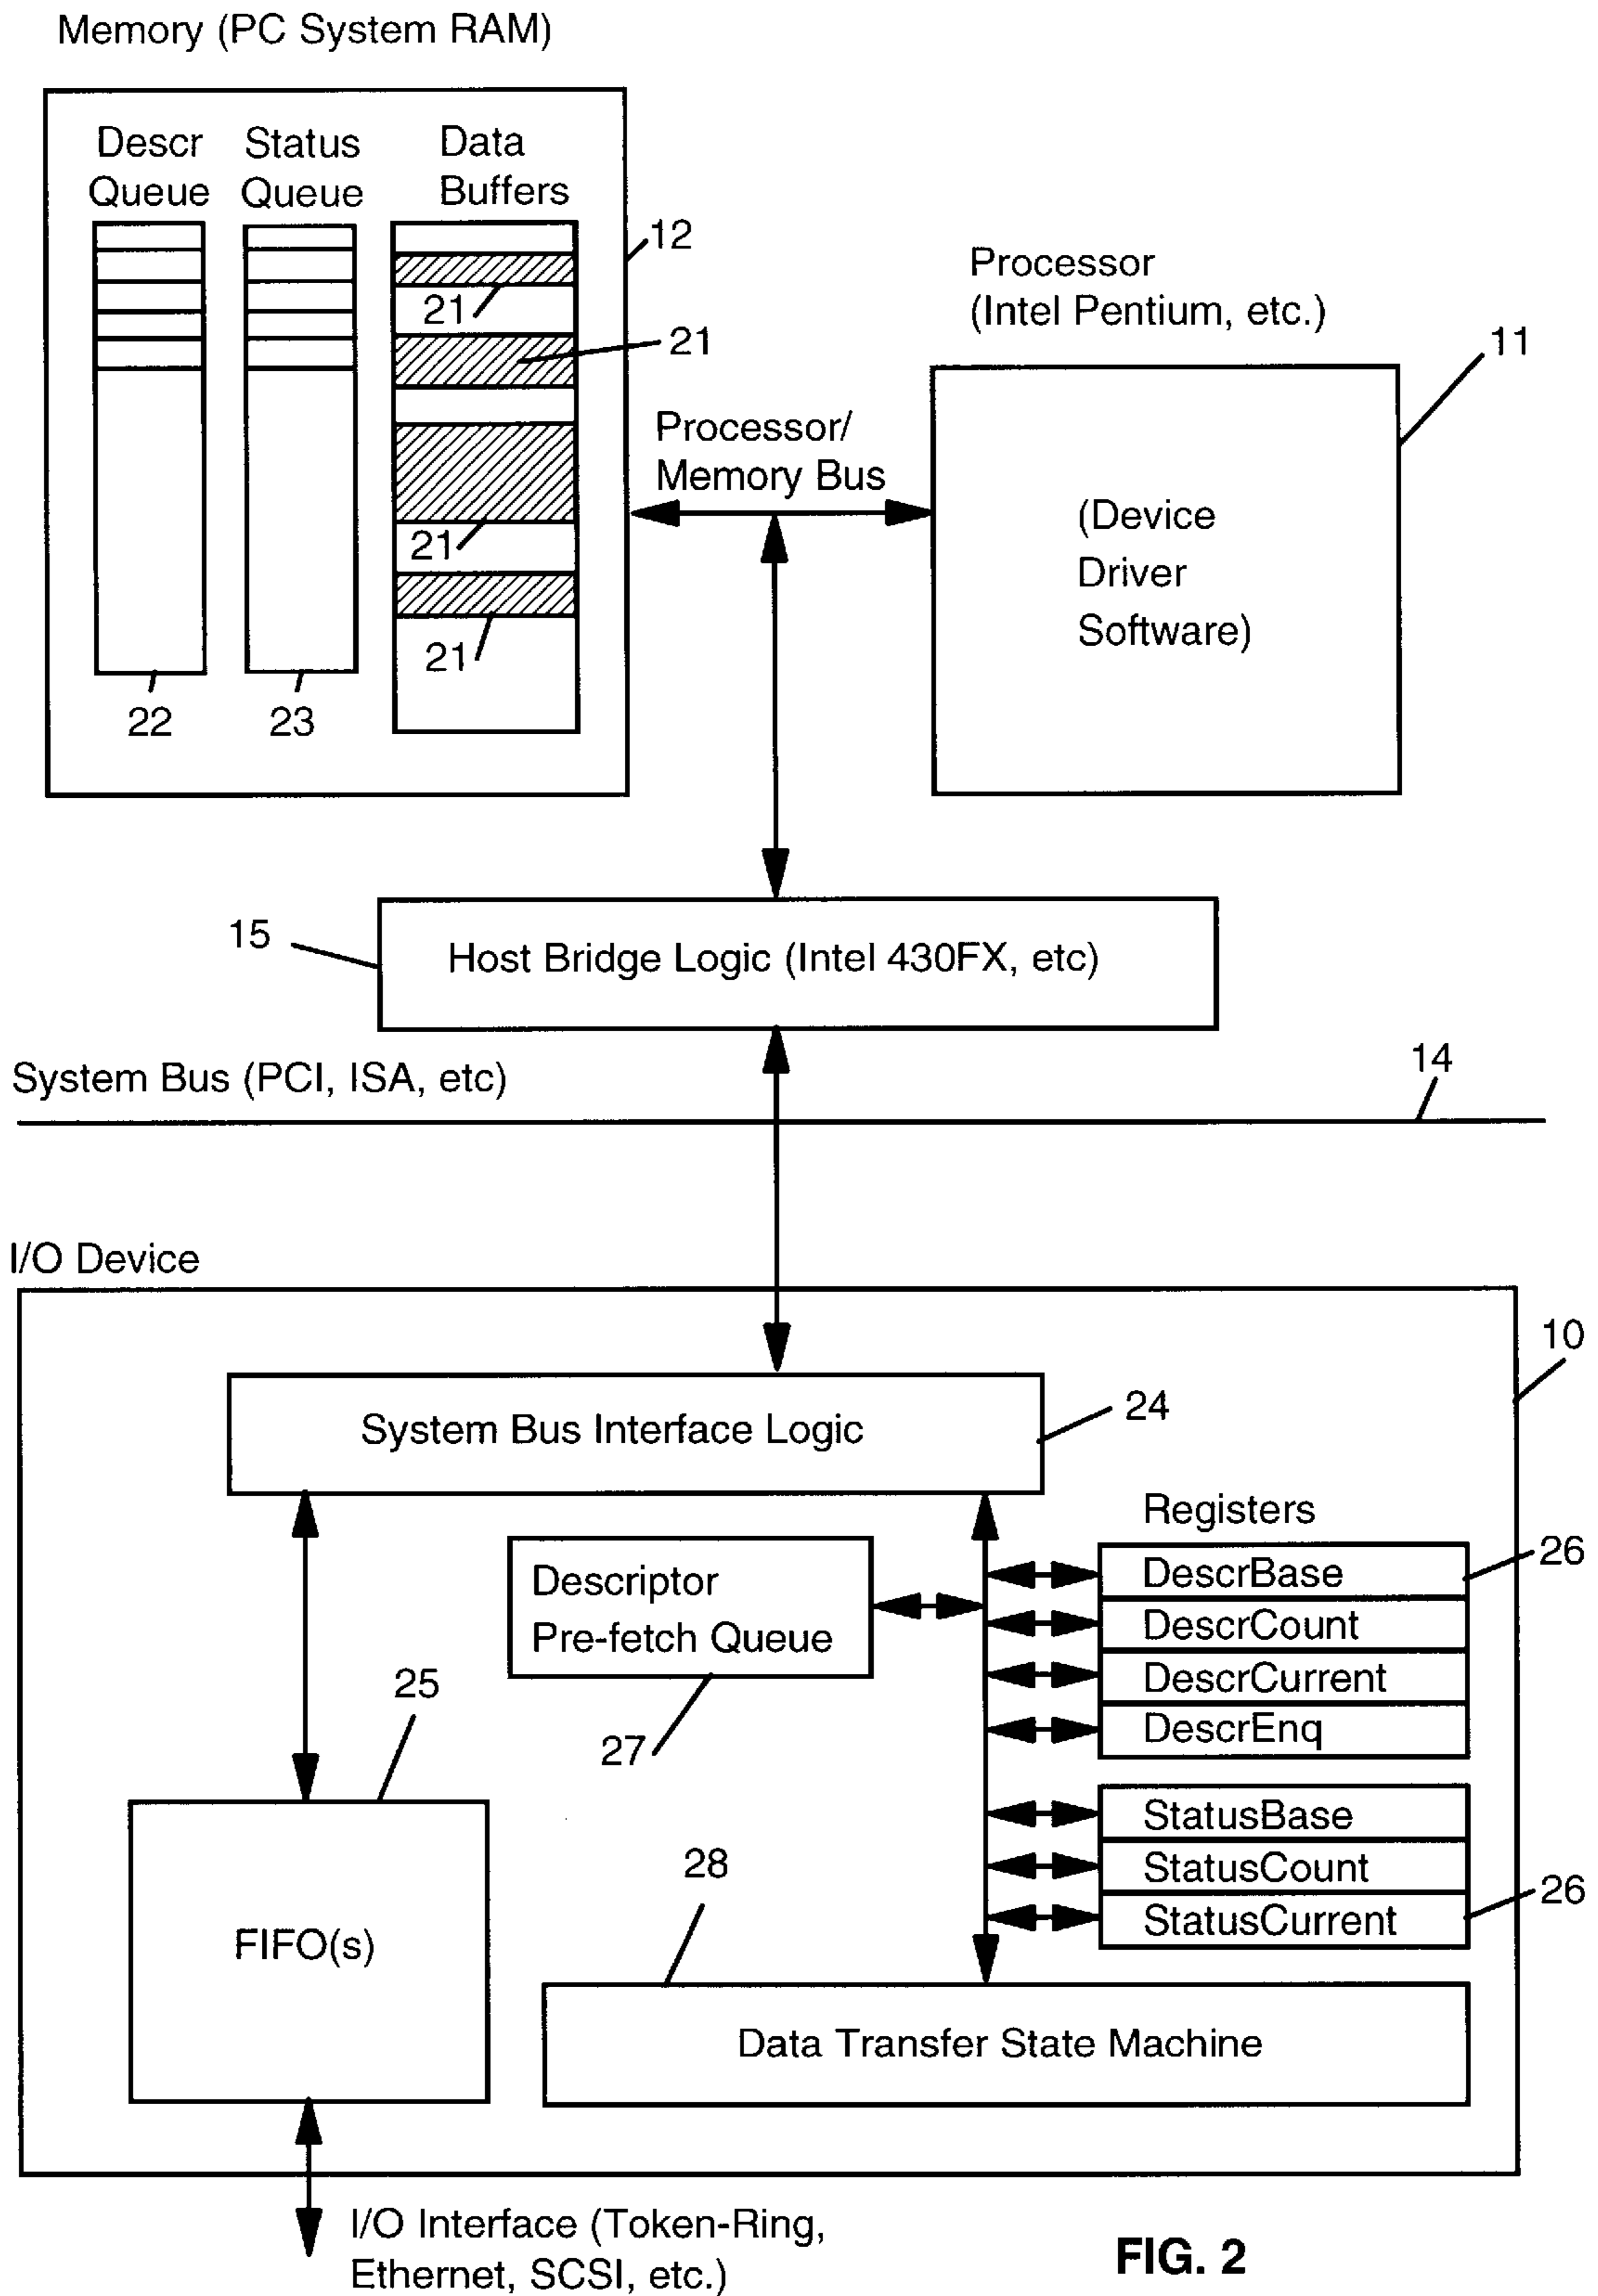 Memory (PC System RAM)
Descr
Queue
Status
Queue
Data
Buffers
12
21
21
21
21
22
23
Processor
(Intel Pentium, etc.)
11
Processor/
Memory Bus
(Device
Driver
Software)
15
Host Bridge Logic (Intel 430FX, etc)
System Bus (PCI, ISA, etc)
14
I/O Device
10
System Bus Interface Logic
24
Registers
26
Descriptor
Pre-fetch Queue
27
DescrBase
DescrCount
DescrCurrent
DescrEnq
25
StatusBase
StatusCount
StatusCurrent
26
28
FIFO(s)
Data Transfer State Machine
I/O Interface (Token-Ring,
Ethernet, SCSI, etc.)
FIG. 2